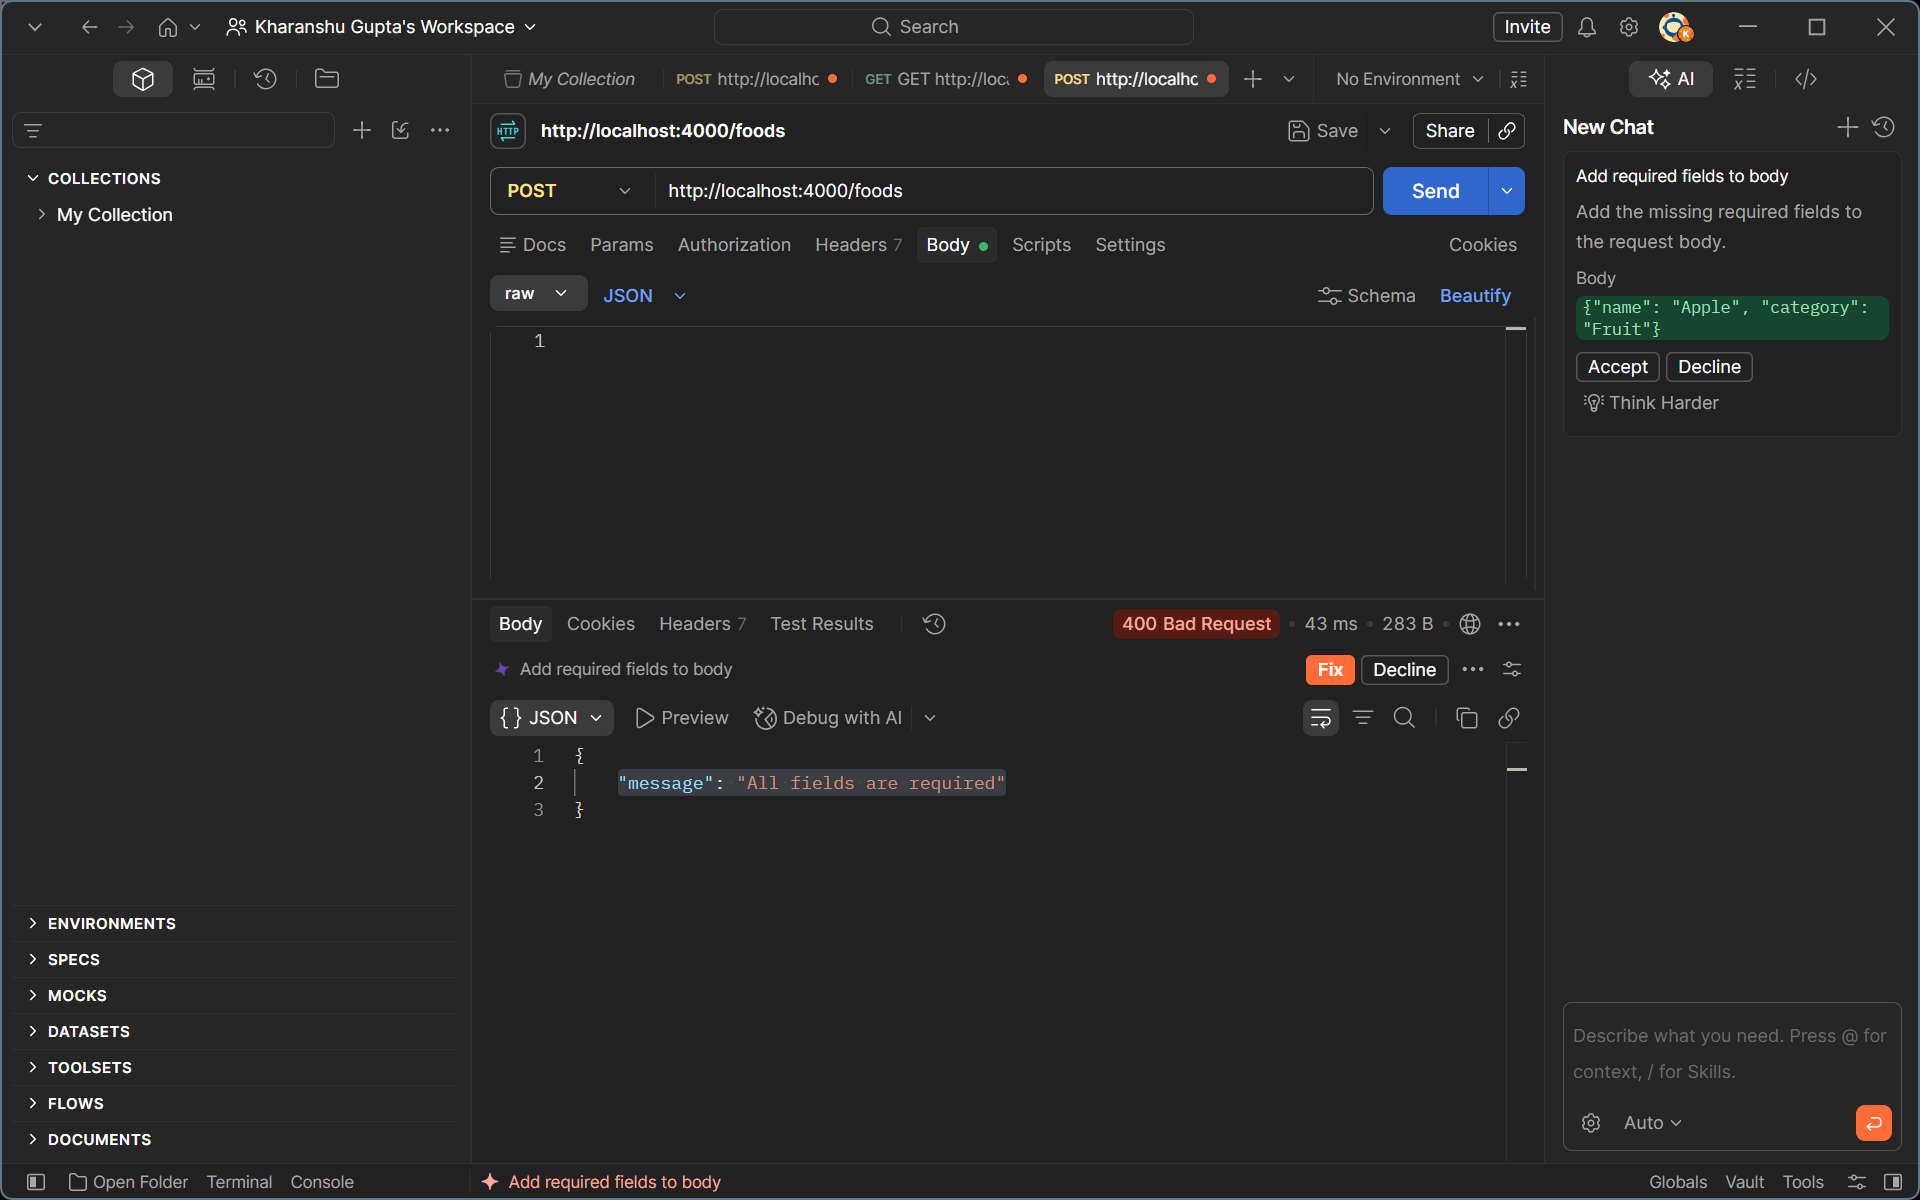 Kharanshu Gupta's Workspace
Search
Invite
K
My Collection
POST http://localhc
GET GET http://loc
POST http://localhc
No Environment
AI
HTTP
http://localhost:4000/foods
Save
Share
New Chat
COLLECTIONS
My Collection
POST
http://localhost:4000/foods
Send
Docs
Params
Authorization
Headers 7
Body
Scripts
Settings
Cookies
raw
JSON
Schema
Beautify
1
Add required fields to body
Add the missing required fields to
the request body.
Body
{"name": "Apple", "category":
"Fruit"}
Accept
Decline
Think Harder
Body
Cookies
Headers 7
Test Results
400 Bad Request
43 ms
283 B
Add required fields to body
Fix
Decline
{} JSON
Preview
Debug with AI
1 {
2 "message": "All fields are required"
3 }
ENVIRONMENTS
SPECS
MOCKS
DATASETS
TOOLSETS
FLOWS
DOCUMENTS
Describe what you need. Press @ for
context, / for Skills.
Auto
Open Folder
Terminal
Console
Add required fields to body
Globals
Vault
Tools